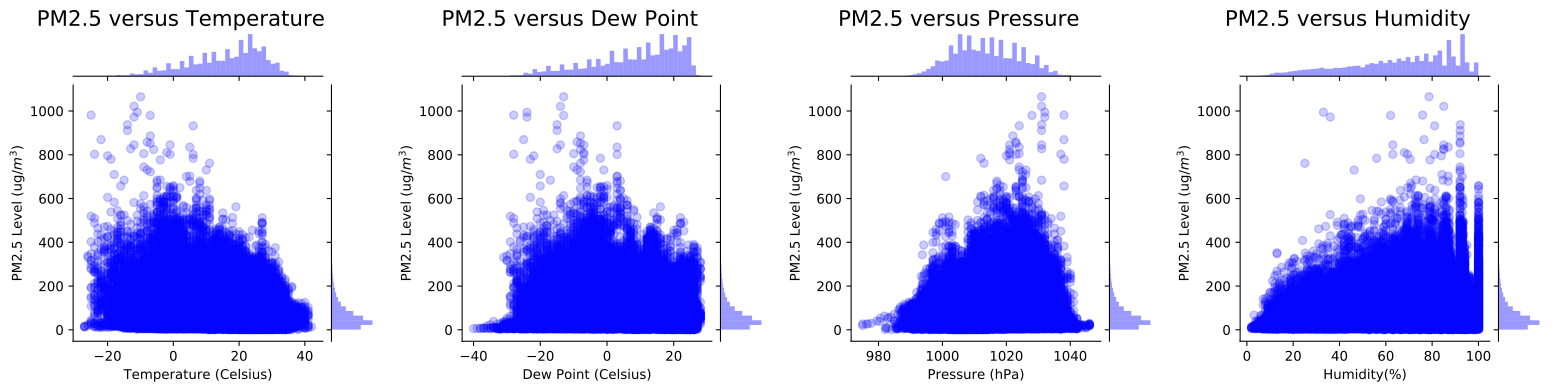 PM2.5 versus Temperature
PM2.5 Level (ug/m³)
1000
800
600
400
200
0
−20 0 20 40
Temperature (Celsius)
PM2.5 versus Dew Point
PM2.5 Level (ug/m³)
1000
800
600
400
200
0
−40 −20 0 20
Dew Point (Celsius)
PM2.5 versus Pressure
PM2.5 Level (ug/m³)
1000
800
600
400
200
0
980 1000 1020 1040
Pressure (hPa)
PM2.5 versus Humidity
PM2.5 Level (ug/m³)
1000
800
600
400
200
0
0 20 40 60 80 100
Humidity(%)